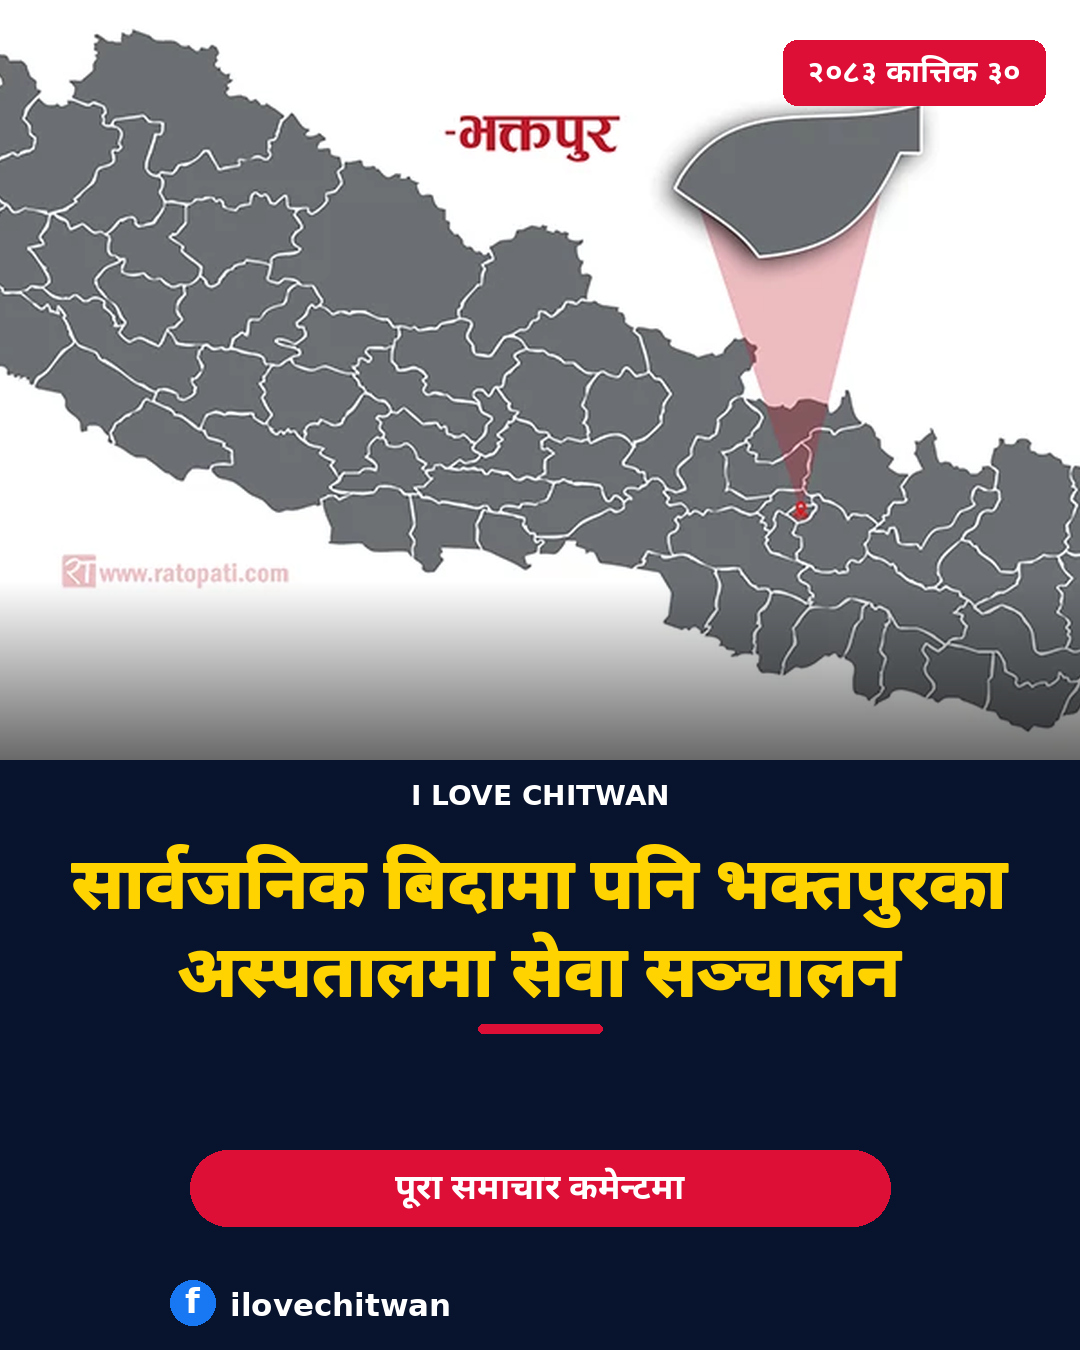 २०८३ कात्तिक ३०
-भक्तपुर
रा www.ratopati.com
I LOVE CHITWAN
सार्वजनिक बिदामा पनि भक्तपुरका
अस्पतालमा सेवा सञ्चालन
पूरा समाचार कमेन्टमा
f ilovechitwan